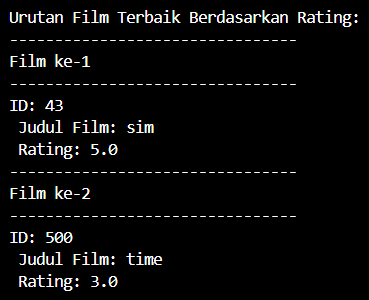 Urutan Film Terbaik Berdasarkan Rating:
--------------------------------
Film ke-1
--------------------------------
ID: 43
 Judul Film: sim
 Rating: 5.0
--------------------------------
Film ke-2
--------------------------------
ID: 500
 Judul Film: time
 Rating: 3.0